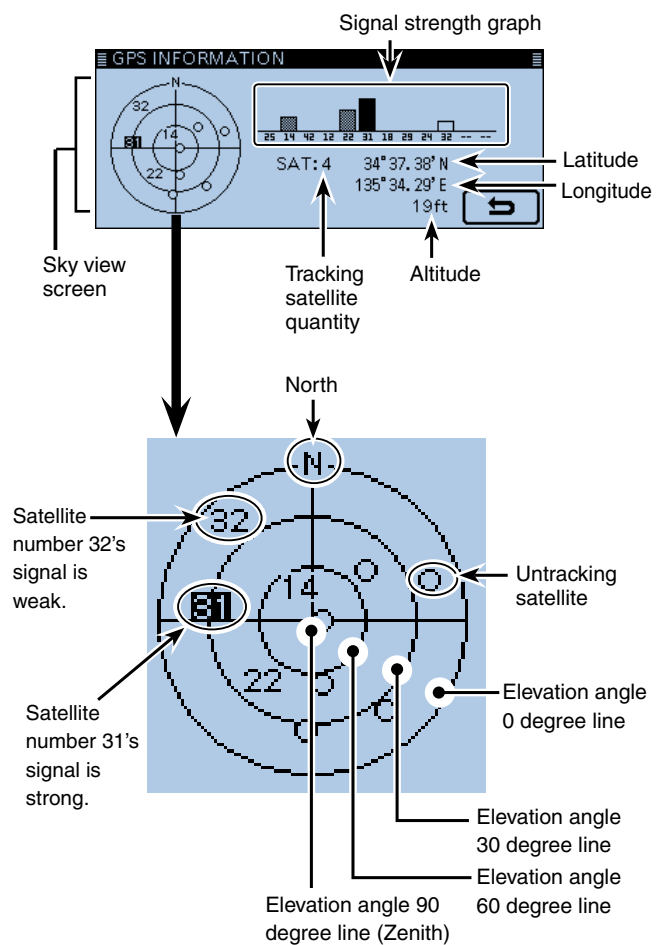 Signal strength graph
GPS INFORMATION
N
32
31
14
22
25 14 42 12 22 31 18 29 24 32 -- --
SAT:4
34°37.38'N
135°34.29'E
19ft
Latitude
Longitude
Sky view
screen
Tracking
satellite
quantity
Altitude
North
N
32
14
31
22
Satellite
number 32's
signal is
weak.
Untracking
satellite
Satellite
number 31's
signal is
strong.
Elevation angle
0 degree line
Elevation angle
30 degree line
Elevation angle
60 degree line
Elevation angle 90
degree line (Zenith)